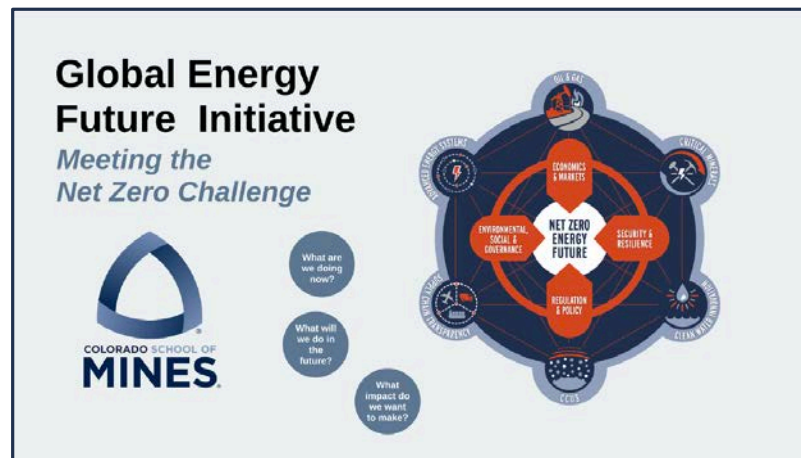 Global Energy
Future Initiative
Meeting the
Net Zero Challenge
What are
we doing
now?
What will
we do in
the
future?
What
impact do
we want
to make?
COLORADO SCHOOL OF
MINES®
OIL & GAS
CRITICAL MINERALS
CLEAN WATER INNOVATION
CCUS
SUPPLY CHAIN TRANSPARENCY
ADVANCED ENERGY SYSTEMS
ECONOMICS
& MARKETS
ENVIRONMENTAL,
SOCIAL &
GOVERNANCE
NET ZERO
ENERGY
FUTURE
SECURITY &
RESILIENCE
REGULATION
& POLICY